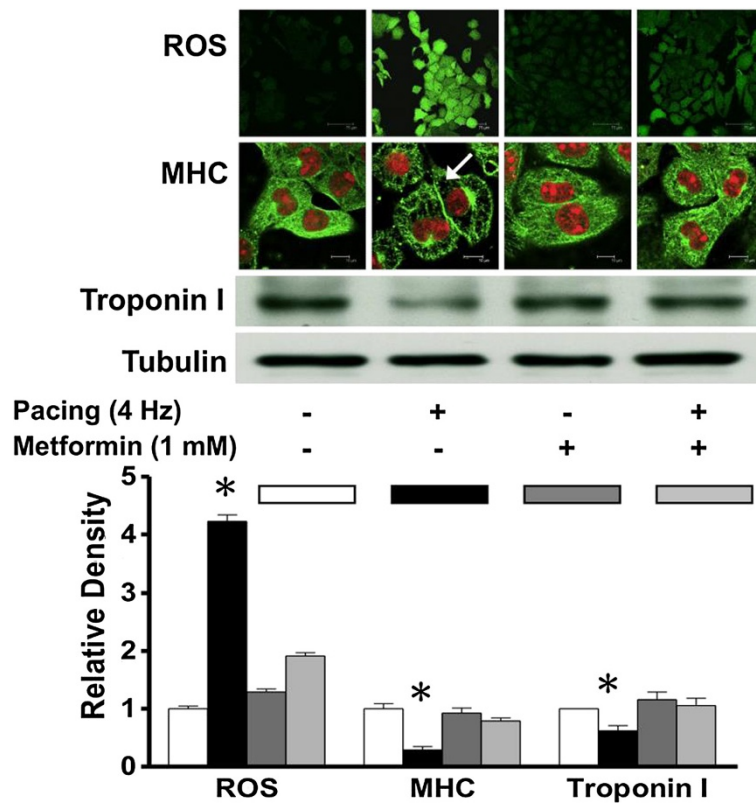 ROS
MHC
Troponin I
Tubulin
Pacing (4 Hz) - + - +
Metformin (1 mM) - - + +
Relative Density
5
4
3
2
1
0
*
*
*
ROS MHC Troponin I